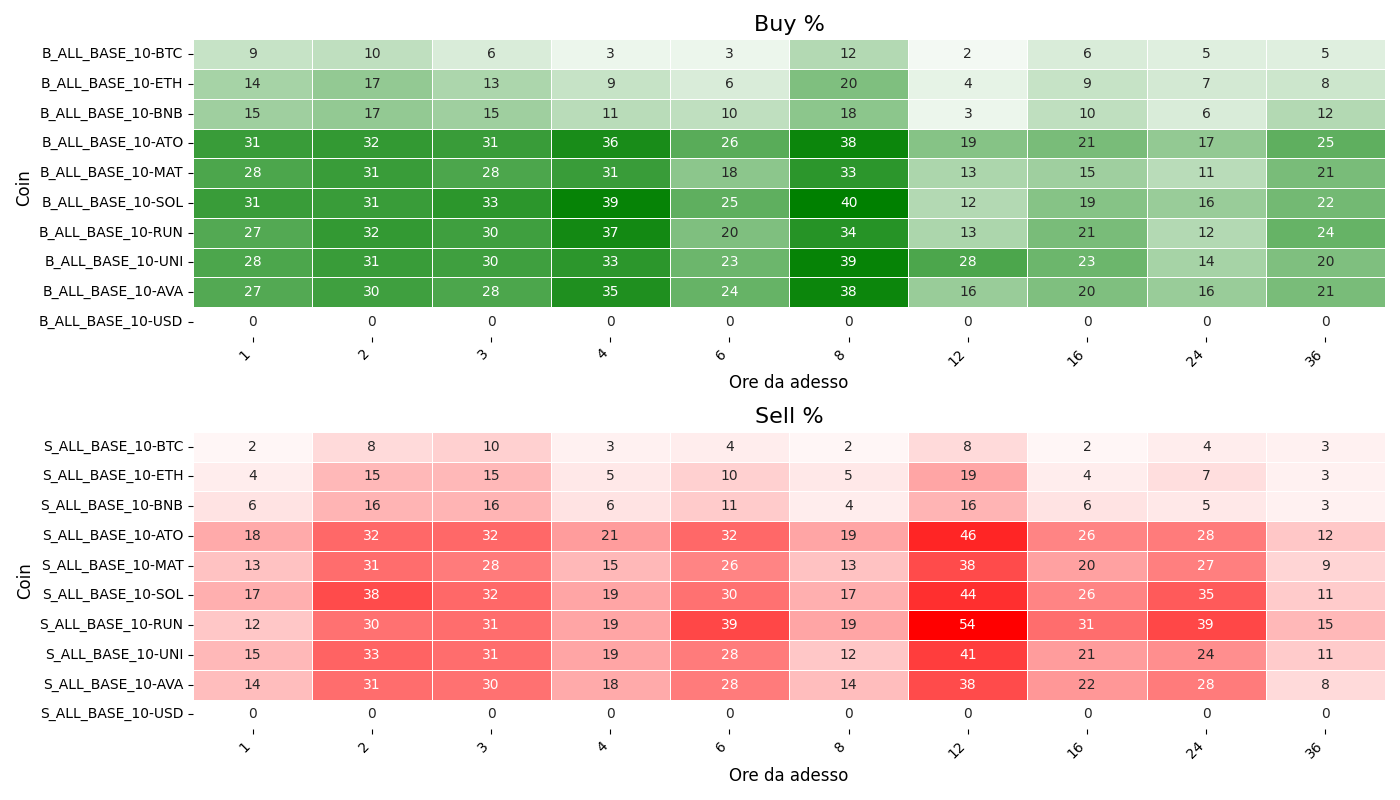 Buy %
Coin
B_ALL_BASE_10-BTC 9 10 6 3 3 12 2 6 5 5
B_ALL_BASE_10-ETH 14 17 13 9 6 20 4 9 7 8
B_ALL_BASE_10-BNB 15 17 15 11 10 18 3 10 6 12
B_ALL_BASE_10-ATO 31 32 31 36 26 38 19 21 17 25
B_ALL_BASE_10-MAT 28 31 28 31 18 33 13 15 11 21
B_ALL_BASE_10-SOL 31 31 33 39 25 40 12 19 16 22
B_ALL_BASE_10-RUN 27 32 30 37 20 34 13 21 12 24
B_ALL_BASE_10-UNI 28 31 30 33 23 39 28 23 14 20
B_ALL_BASE_10-AVA 27 30 28 35 24 38 16 20 16 21
B_ALL_BASE_10-USD 0 0 0 0 0 0 0 0 0 0
1 2 3 4 6 8 12 16 24 36
Ore da adesso
Sell %
Coin
S_ALL_BASE_10-BTC 2 8 10 3 4 2 8 2 4 3
S_ALL_BASE_10-ETH 4 15 15 5 10 5 19 4 7 3
S_ALL_BASE_10-BNB 6 16 16 6 11 4 16 6 5 3
S_ALL_BASE_10-ATO 18 32 32 21 32 19 46 26 28 12
S_ALL_BASE_10-MAT 13 31 28 15 26 13 38 20 27 9
S_ALL_BASE_10-SOL 17 38 32 19 30 17 44 26 35 11
S_ALL_BASE_10-RUN 12 30 31 19 39 19 54 31 39 15
S_ALL_BASE_10-UNI 15 33 31 19 28 12 41 21 24 11
S_ALL_BASE_10-AVA 14 31 30 18 28 14 38 22 28 8
S_ALL_BASE_10-USD 0 0 0 0 0 0 0 0 0 0
1 2 3 4 6 8 12 16 24 36
Ore da adesso